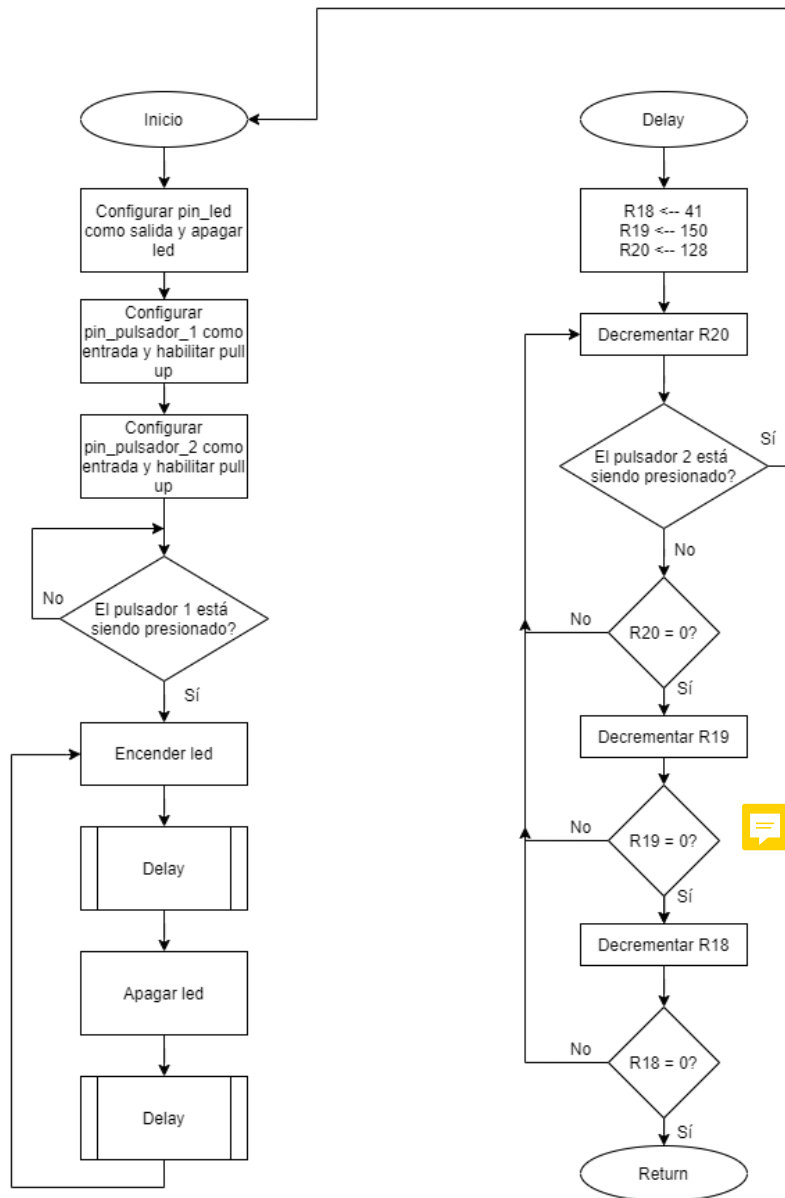 Inicio
Configurar pin_led
como salida y apagar
led
Configurar
pin_pulsador_1 como
entrada y habilitar pull
up
Configurar
pin_pulsador_2 como
entrada y habilitar pull
up
No
El pulsador 1 está
siendo presionado?
Sí
Encender led
Delay
Apagar led
Delay
Delay
R18 <-- 41
R19 <-- 150
R20 <-- 128
Decrementar R20
El pulsador 2 está
siendo presionado?
Sí
No
R20 = 0?
No
Sí
Decrementar R19
R19 = 0?
No
Sí
Decrementar R18
R18 = 0?
No
Sí
Return